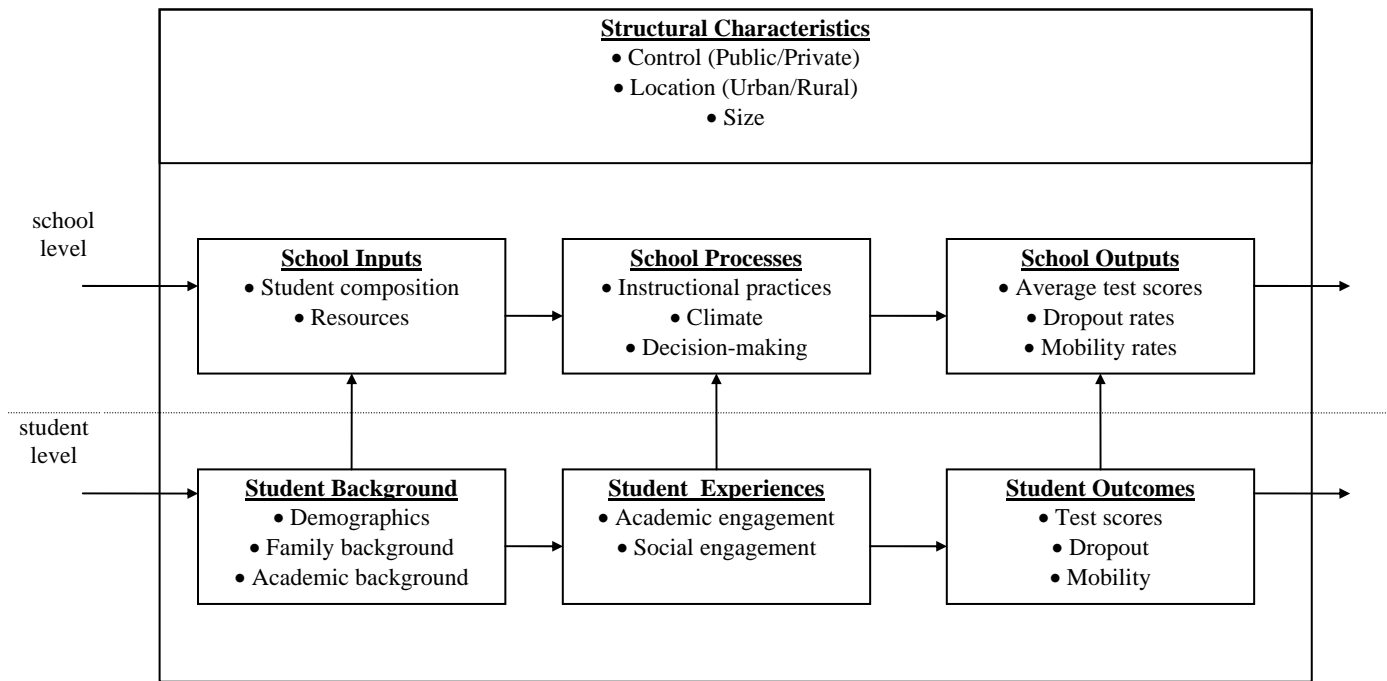 Structural Characteristics
• Control (Public/Private)
• Location (Urban/Rural)
• Size
school
level
School Inputs
• Student composition
• Resources
School Processes
• Instructional practices
• Climate
• Decision-making
School Outputs
• Average test scores
• Dropout rates
• Mobility rates
student
level
Student Background
• Demographics
• Family background
• Academic background
Student Experiences
• Academic engagement
• Social engagement
Student Outcomes
• Test scores
• Dropout
• Mobility